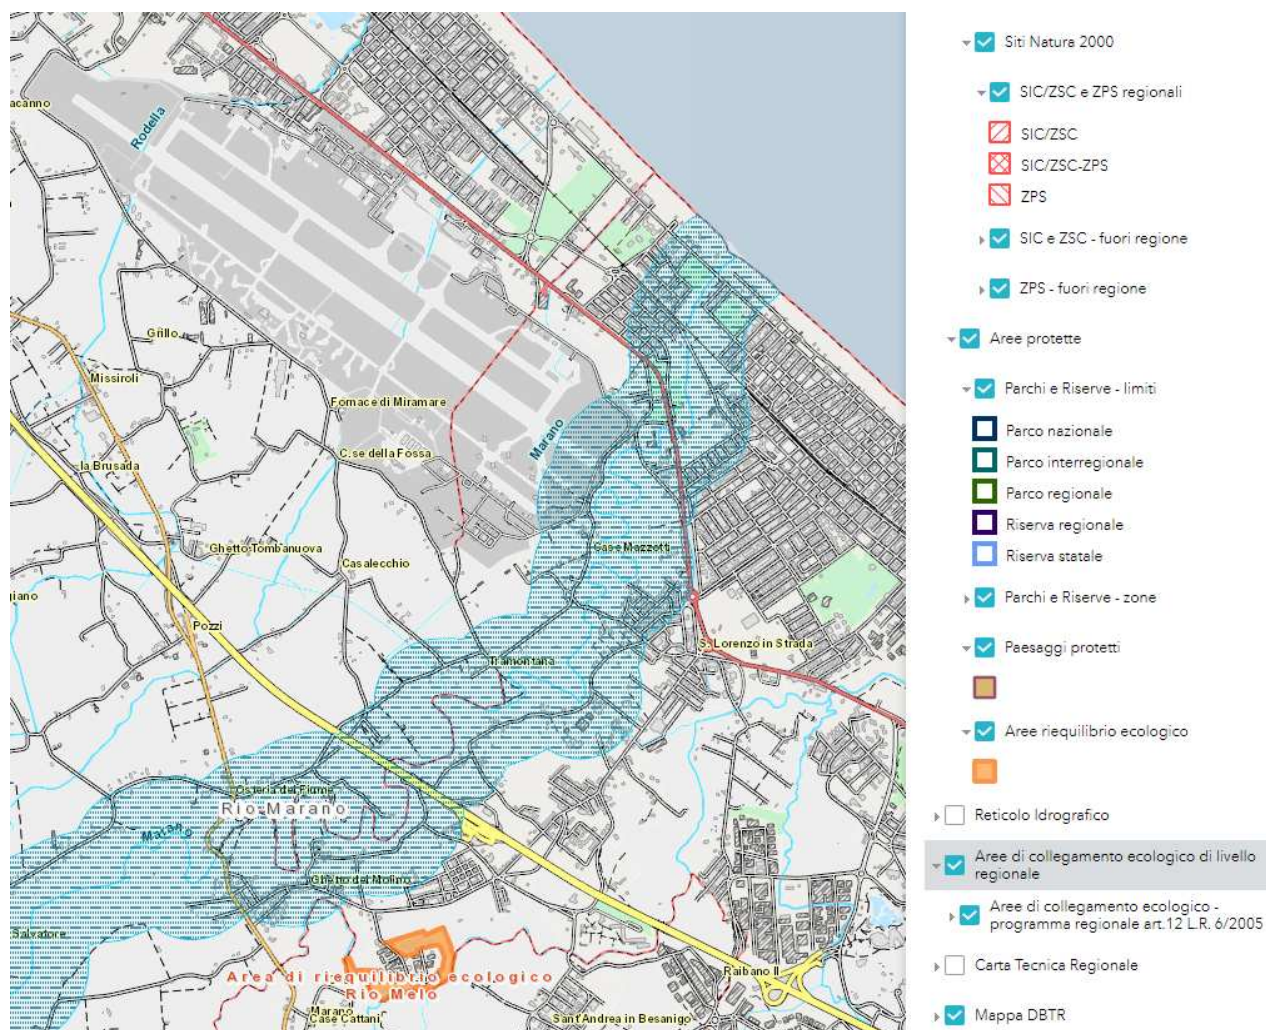 acanno
Rodella
Grillo
Missiroli
Fornace di Miramare
Marano
la Brusada
C.se della Fossa
Ghetto Tombanuova
Casalecchio
Case Mazzotti
giano
Pozzi
S. Lorenzo in Strada
Tramontana
Osteria del Fiume
Rio Marano
Marano
Ghetto del Molino
Salvatore
Area di riequilibrio ecologico
Rio Melo
Raibano II
Marano
Case Cattani
Sant'Andrea in Besanigo
Siti Natura 2000
SIC/ZSC e ZPS regionali
SIC/ZSC
SIC/ZSC-ZPS
ZPS
SIC e ZSC - fuori regione
ZPS - fuori regione
Aree protette
Parchi e Riserve - limiti
Parco nazionale
Parco interregionale
Parco regionale
Riserva regionale
Riserva statale
Parchi e Riserve - zone
Paesaggi protetti
Aree riequilibrio ecologico
Reticolo Idrografico
Aree di collegamento ecologico di livello
regionale
Aree di collegamento ecologico -
programma regionale art.12 L.R. 6/2005
Carta Tecnica Regionale
Mappa DBTR